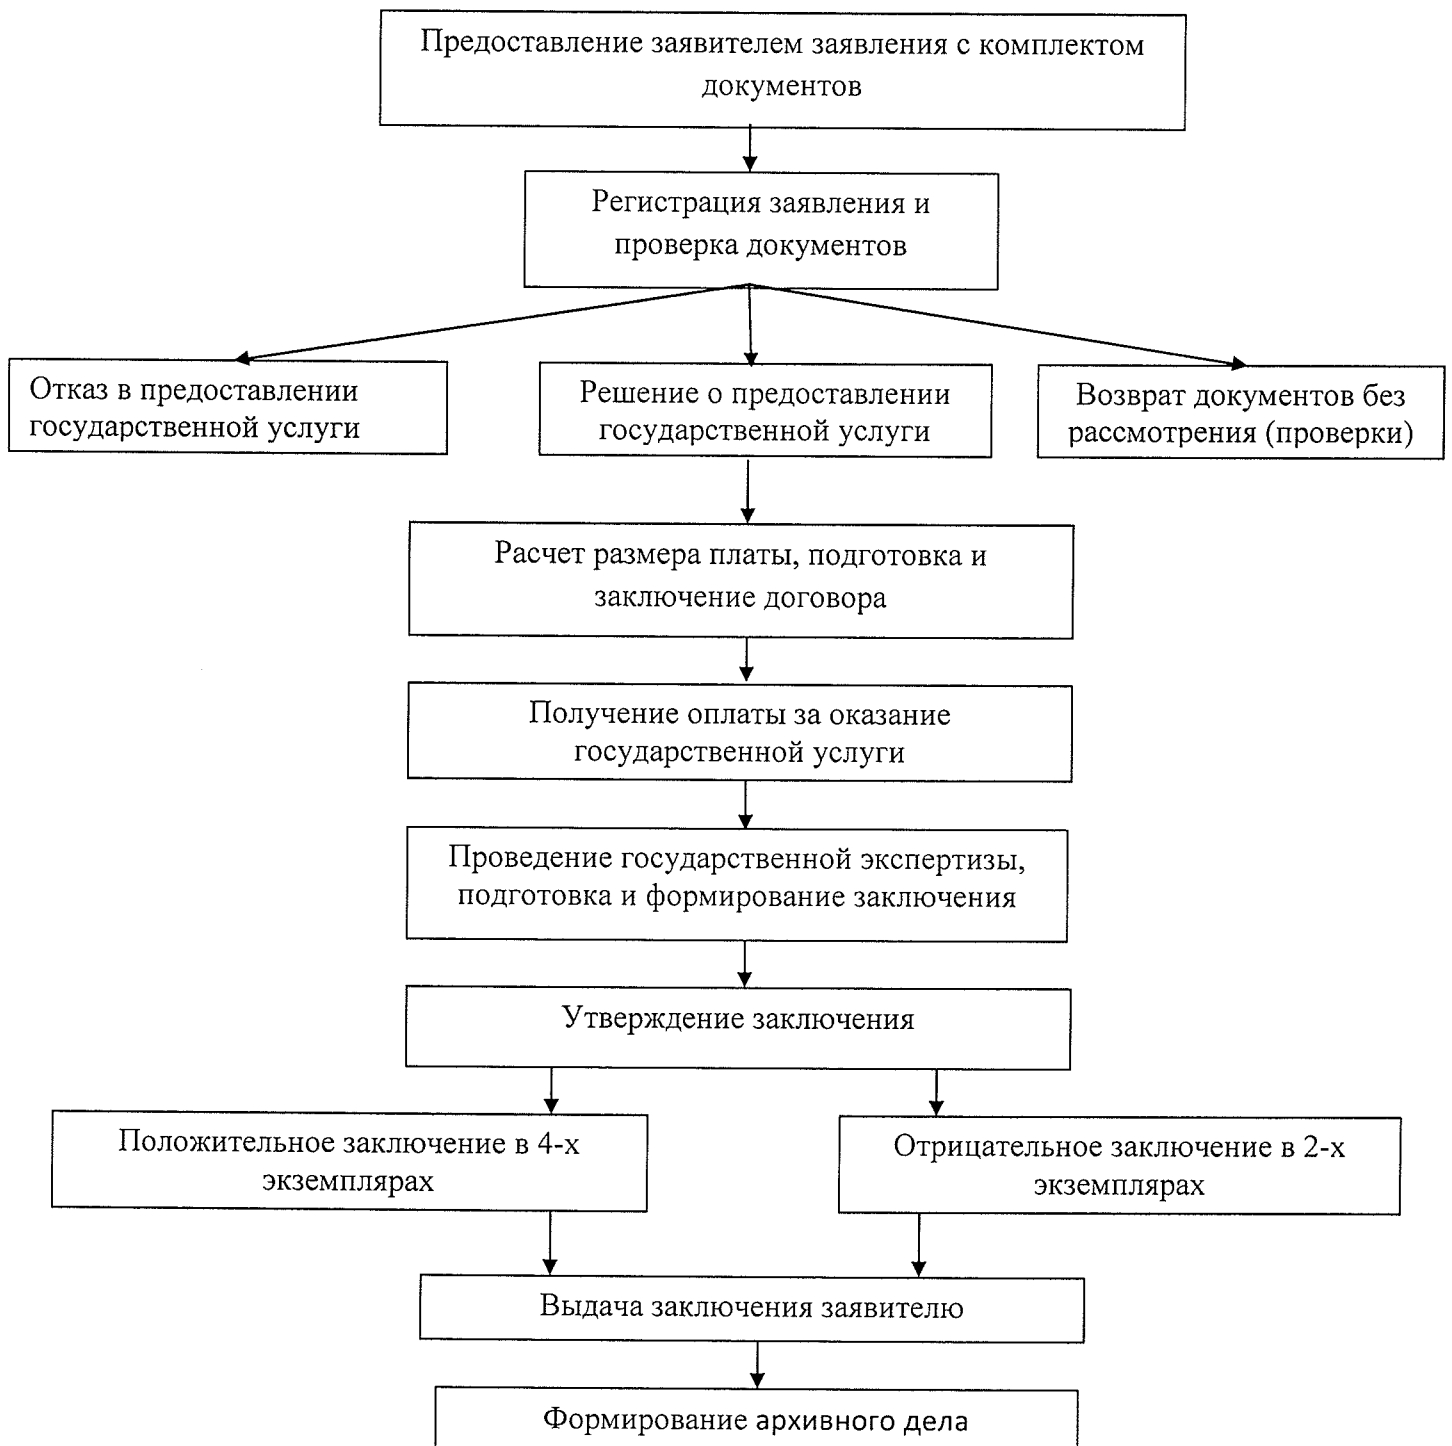 Предоставление заявителем заявления с комплектом
документов
Регистрация заявления и
проверка документов
Отказ в предоставлении
государственной услуги
Решение о предоставлении
государственной услуги
Возврат документов без
рассмотрения (проверки)
Расчет размера платы, подготовка и
заключение договора
Получение оплаты за оказание
государственной услуги
Проведение государственной экспертизы,
подготовка и формирование заключения
Утверждение заключения
Положительное заключение в 4-х
экземплярах
Отрицательное заключение в 2-х
экземплярах
Выдача заключения заявителю
Формирование архивного дела